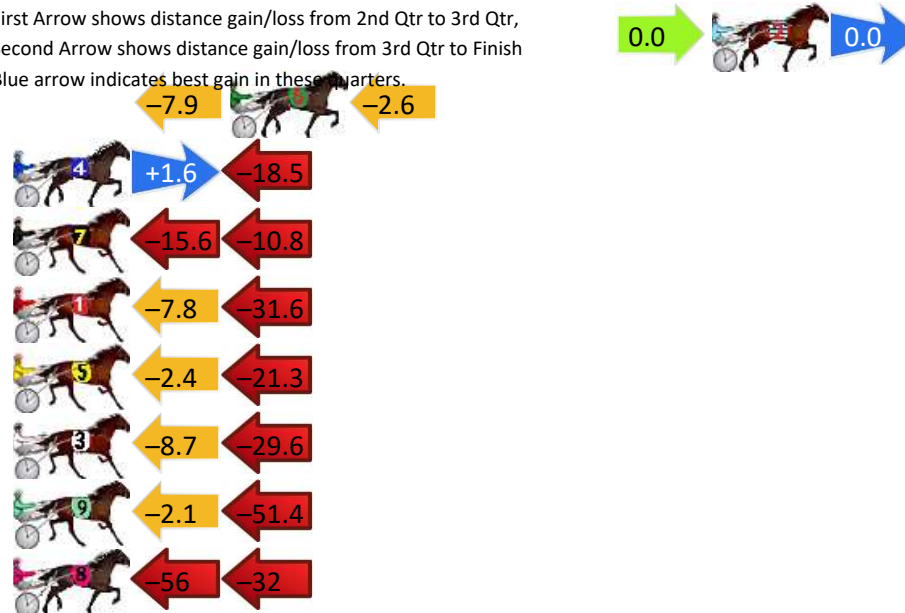 irst Arrow shows distance gain/loss from 2nd Qtr to 3rd Qtr,
econd Arrow shows distance gain/loss from 3rd Qtr to Finish
Blue arrow indicates best gain in these quarters.
0.0 2 0.0
–7.9 6 –2.6
4 +1.6 –18.5
7 –15.6 –10.8
1 –7.8 –31.6
5 –2.4 –21.3
3 –8.7 –29.6
9 –2.1 –51.4
8 –56 –32